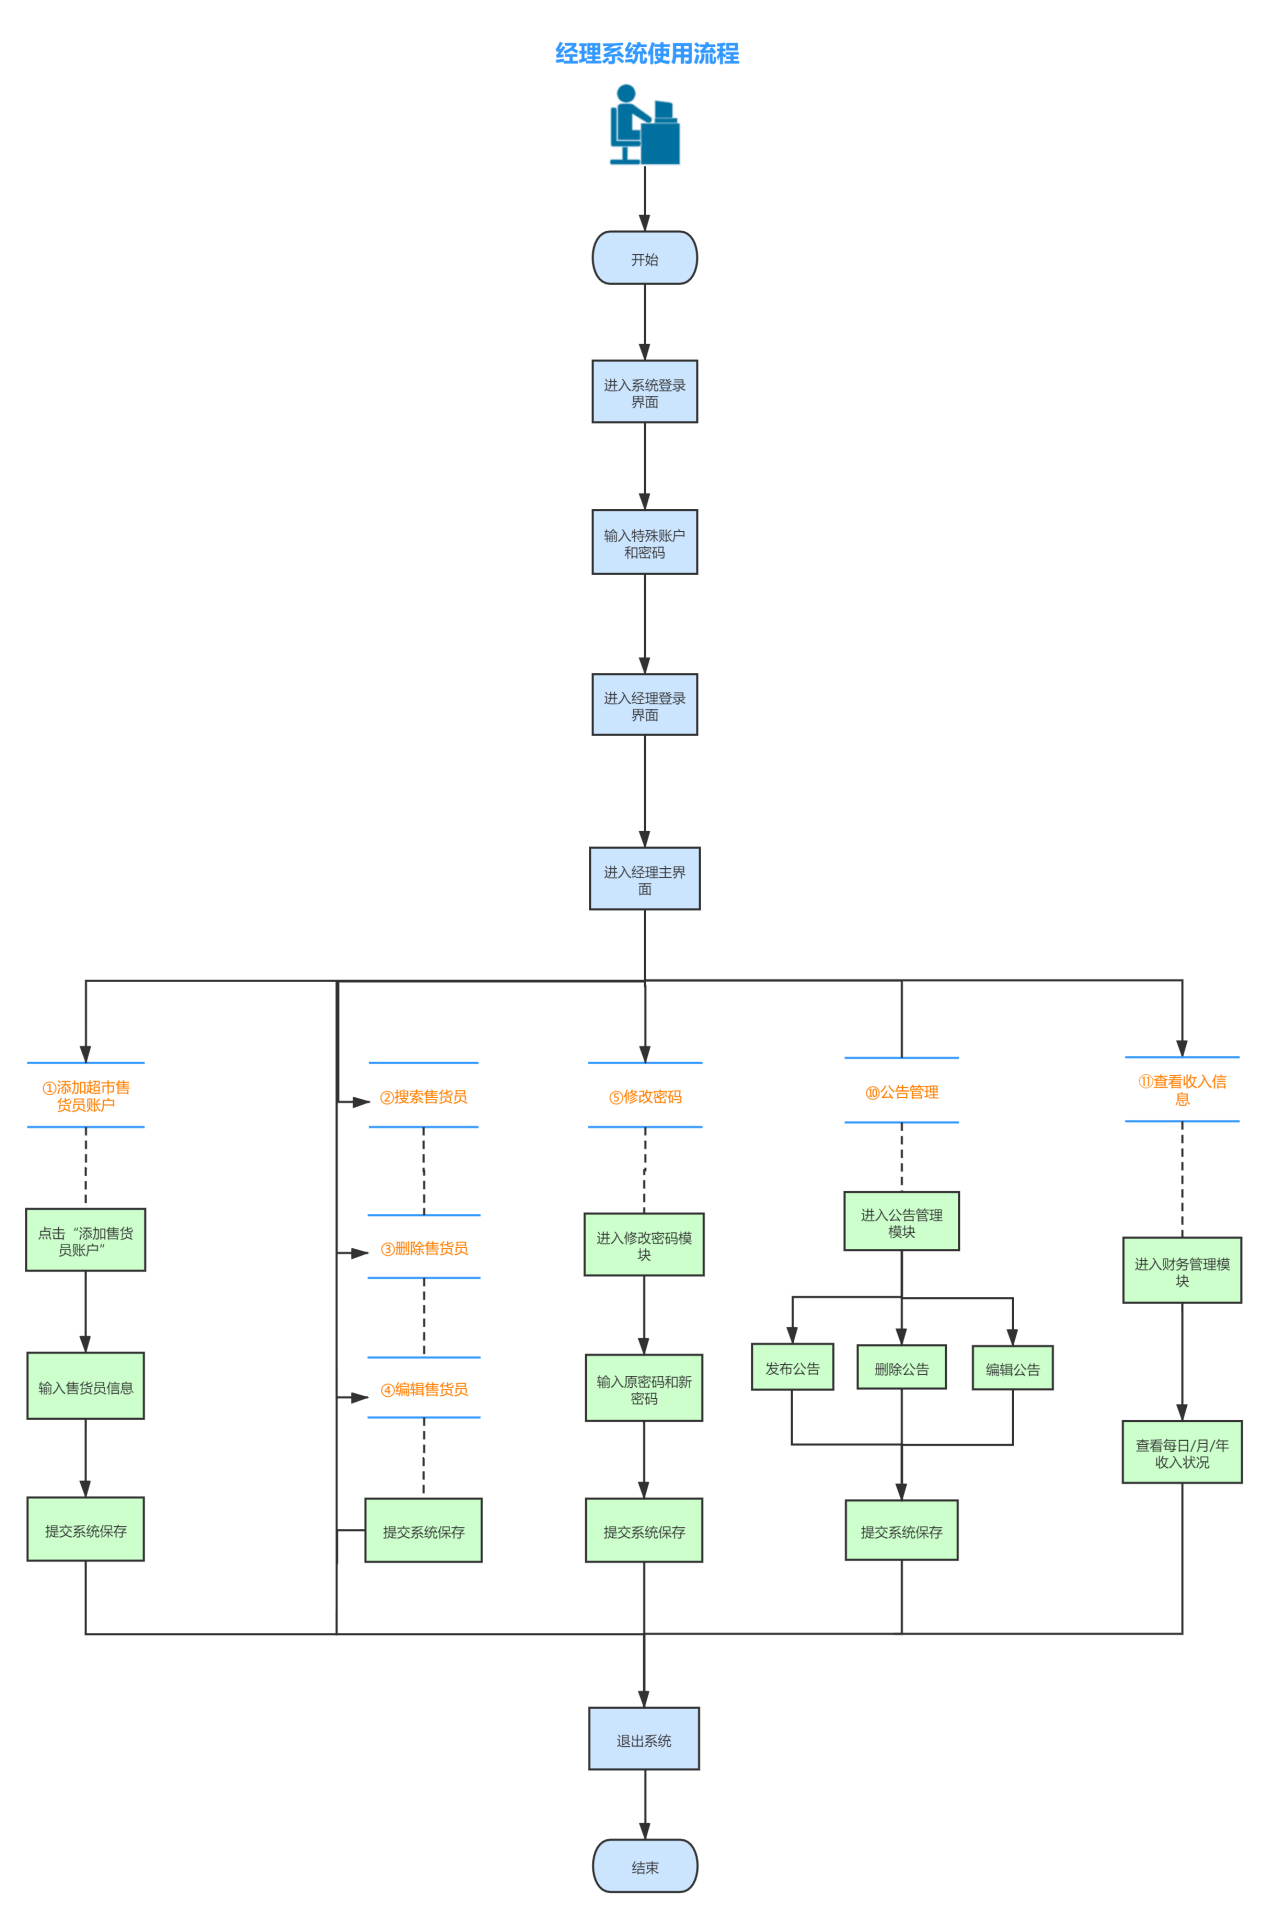 经理系统使用流程
开始
进入系统登录
界面
输入特殊账户
和密码
进入经理登录
界面
进入经理主界
面
①添加超市售
货员账户
②搜索售货员
⑤修改密码
⑩公告管理
⑪查看收入信
息
点击“添加售货
员账户”
③删除售货员
进入修改密码模
块
进入公告管理
模块
进入财务管理模
块
输入售货员信息
④编辑售货员
输入原密码和新
密码
发布公告
删除公告
编辑公告
查看每日/月/年
收入状况
提交系统保存
提交系统保存
提交系统保存
提交系统保存
退出系统
结束